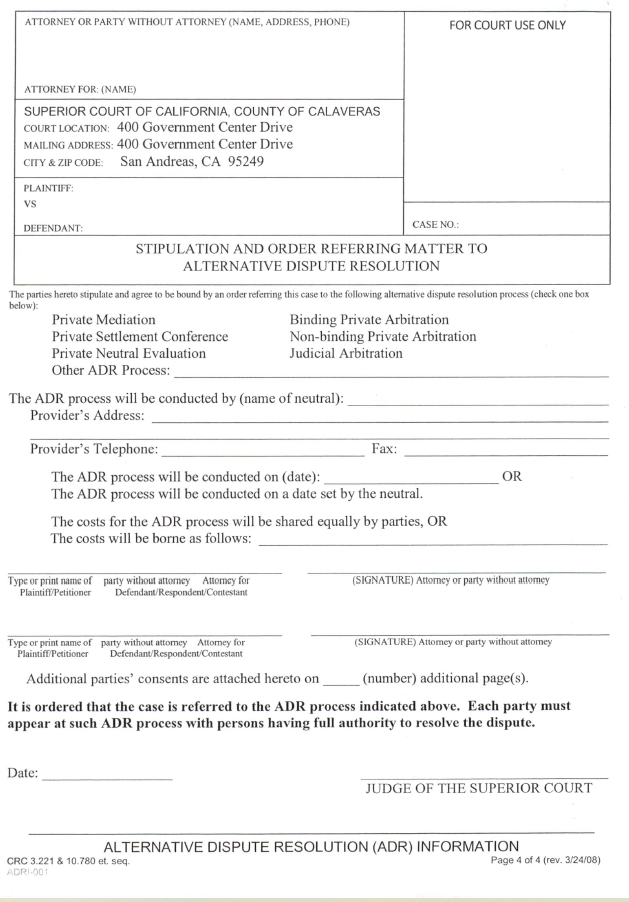 ATTORNEY OR PARTY WITHOUT ATTORNEY (NAME, ADDRESS, PHONE)
FOR COURT USE ONLY
ATTORNEY FOR: (NAME)
SUPERIOR COURT OF CALIFORNIA, COUNTY OF CALAVERAS
COURT LOCATION: 400 Government Center Drive
MAILING ADDRESS: 400 Government Center Drive
CITY & ZIP CODE: San Andreas, CA 95249
PLAINTIFF:
VS
DEFENDANT:
CASE NO.:
STIPULATION AND ORDER REFERRING MATTER TO
ALTERNATIVE DISPUTE RESOLUTION
The parties hereto stipulate and agree to be bound by an order referring this case to the following alternative dispute resolution process (check one box
below):
Private Mediation Binding Private Arbitration
Private Settlement Conference Non-binding Private Arbitration
Private Neutral Evaluation Judicial Arbitration
Other ADR Process:
The ADR process will be conducted by (name of neutral):
Provider's Address:
Provider's Telephone: Fax:
The ADR process will be conducted on (date): OR
The ADR process will be conducted on a date set by the neutral.
The costs for the ADR process will be shared equally by parties, OR
The costs will be borne as follows:
Type or print name of party without attorney Attorney for (SIGNATURE) Attorney or party without attorney
Plaintiff/Petitioner Defendant/Respondent/Contestant
Type or print name of party without attorney Attorney for (SIGNATURE) Attorney or party without attorney
Plaintiff/Petitioner Defendant/Respondent/Contestant
Additional parties' consents are attached hereto on _____ (number) additional page(s).
It is ordered that the case is referred to the ADR process indicated above. Each party must
appear at such ADR process with persons having full authority to resolve the dispute.
Date:
JUDGE OF THE SUPERIOR COURT
ALTERNATIVE DISPUTE RESOLUTION (ADR) INFORMATION
CRC 3.221 & 10.780 et. seq. Page 4 of 4 (rev. 3/24/08)
ADRI-001